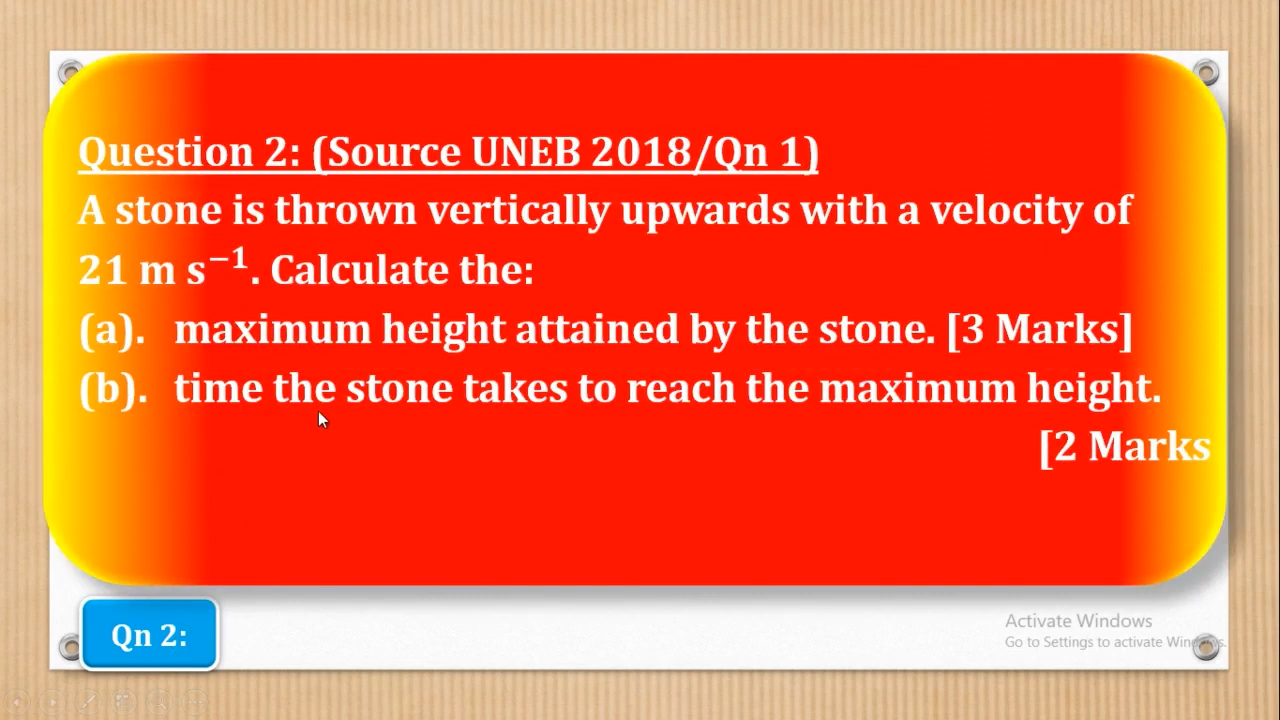 Question 2: (Source UNEB 2018/Qn 1)
A stone is thrown vertically upwards with a velocity of
21 m s⁻¹. Calculate the:
(a). maximum height attained by the stone. [3 Marks]
(b). time the stone takes to reach the maximum height.
[2 Marks
Qn 2:
Activate Windows
Go to Settings to activate Windows.